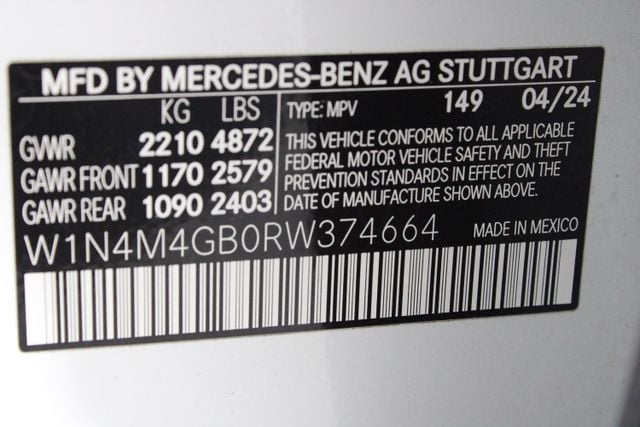 MFD BY MERCEDES-BENZ AG STUTTGART
KG LBS TYPE: MPV 149 04/24
GVWR 2210 4872
GAWR FRONT 1170 2579
GAWR REAR 1090 2403
THIS VEHICLE CONFORMS TO ALL APPLICABLE
FEDERAL MOTOR VEHICLE SAFETY AND THEFT
PREVENTION STANDARDS IN EFFECT ON THE
DATE OF MANUFACTURE SHOWN ABOVE.
W1N4M4GB0RW374664 MADE IN MEXICO